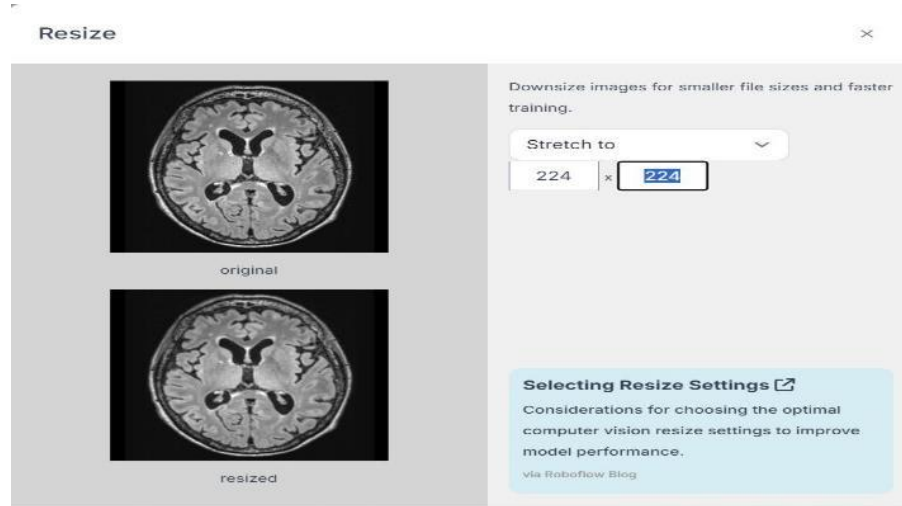 Resize
×
original
resized
Downsize images for smaller file sizes and faster
training.
Stretch to
224 × 224
Selecting Resize Settings
Considerations for choosing the optimal
computer vision resize settings to improve
model performance.
via Roboflow Blog